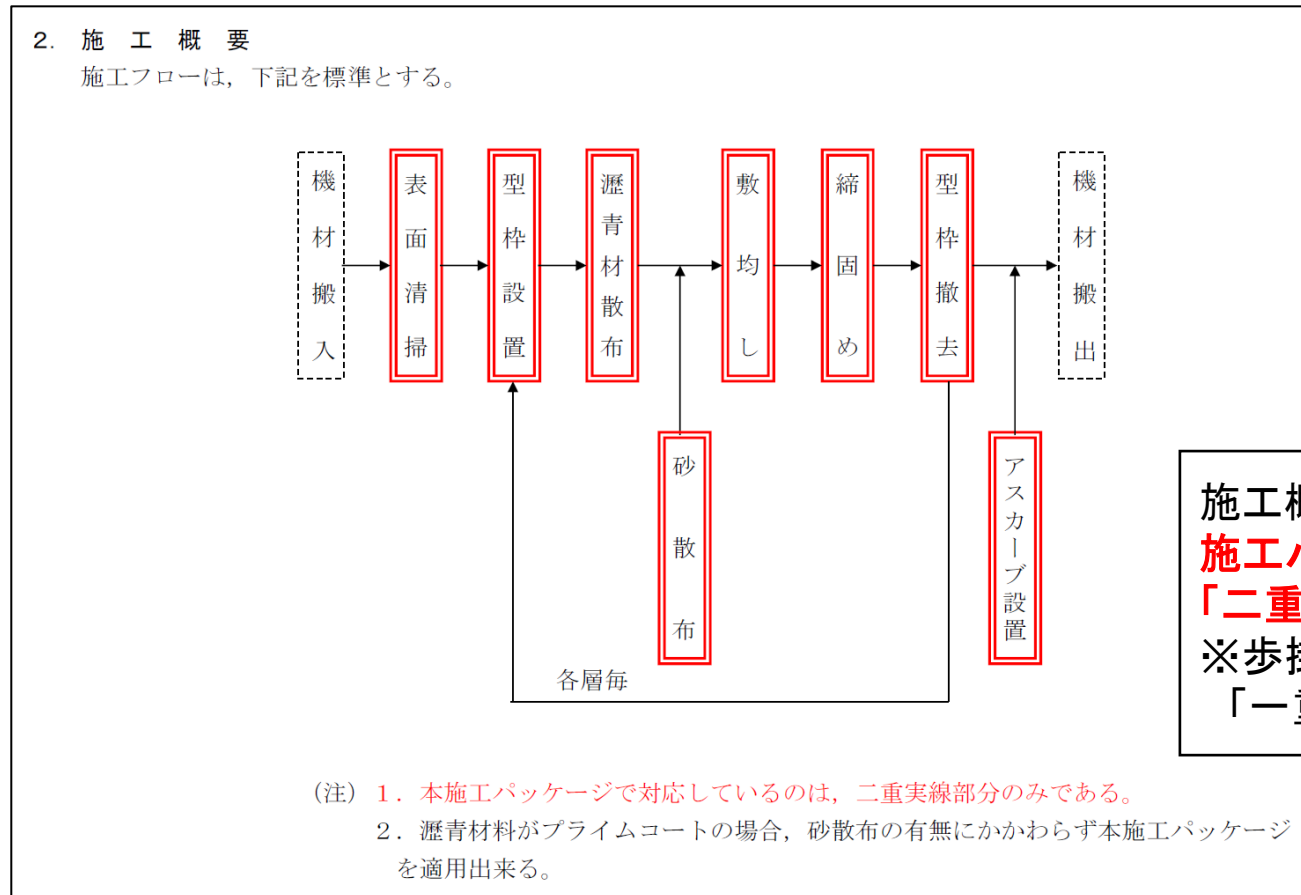 2. 施工概要
施工フローは，下記を標準とする。
機材搬入
表面清掃
型枠設置
瀝青材散布
敷均し
締固め
型枠撤去
機材搬出
砂散布
アスカーブ設置
各層毎
施工概
施工パ
「二重
※歩掛
「一重
（注）１．本施工パッケージで対応しているのは，二重実線部分のみである。
２．瀝青材料がプライムコートの場合，砂散布の有無にかかわらず本施工パッケージ
を適用出来る。